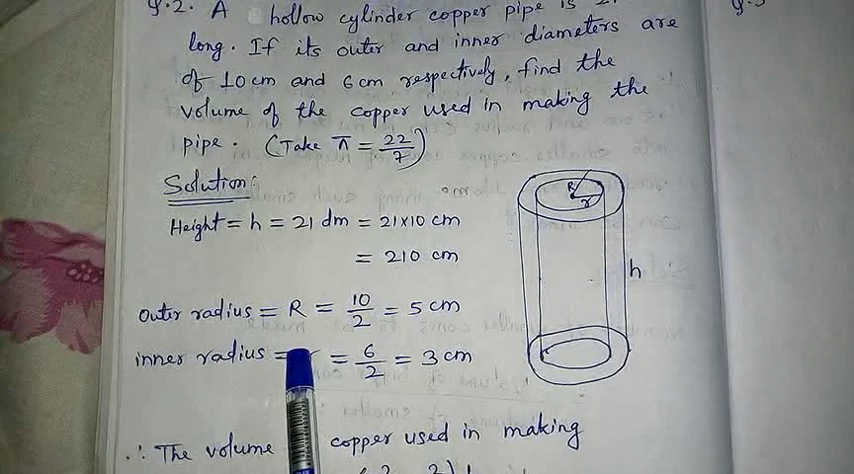 Q.2. A hollow cylinder copper pipe is
long. If its outer and inner diameters are
of 10 cm and 6 cm respectively, find the
volume of the copper used in making the
pipe. (Take π = 22/7)
Solution:
Height = h = 21 dm = 21×10 cm
= 210 cm
outer radius = R = 10/2 = 5 cm
inner radius = = 6/2 = 3 cm
R
r
h
∴ The volume copper used in making